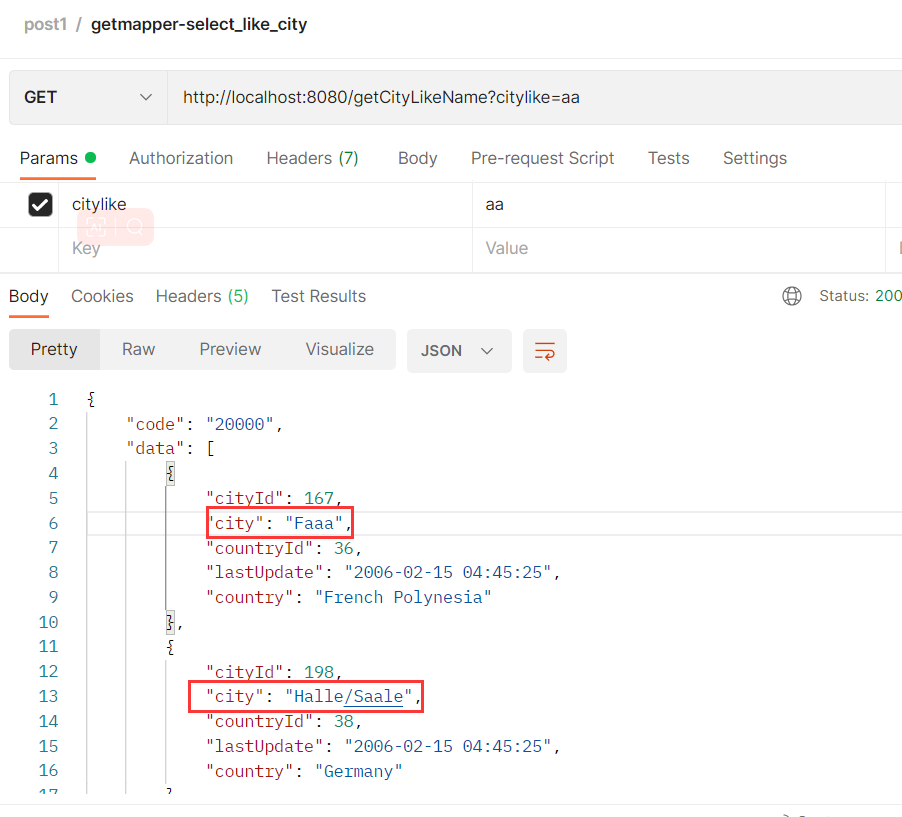 post1 / getmapper-select_like_city
GET http://localhost:8080/getCityLikeName?citylike=aa
Params Authorization Headers (7) Body Pre-request Script Tests Settings
citylike aa
Key Value
Body Cookies Headers (5) Test Results Status: 200
Pretty Raw Preview Visualize JSON
1 {
2 "code": "20000",
3 "data": [
4 {
5 "cityId": 167,
6 "city": "Faaa",
7 "countryId": 36,
8 "lastUpdate": "2006-02-15 04:45:25",
9 "country": "French Polynesia"
10 },
11 {
12 "cityId": 198,
13 "city": "Halle/Saale",
14 "countryId": 38,
15 "lastUpdate": "2006-02-15 04:45:25",
16 "country": "Germany"
17 }